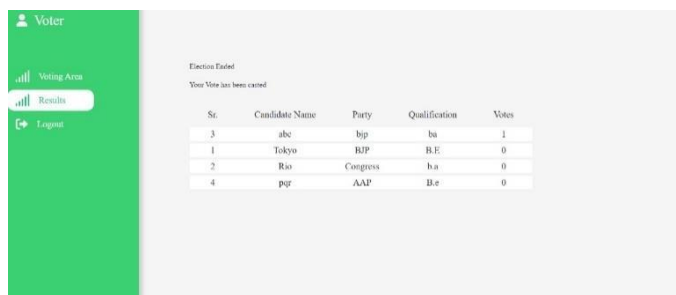 Voter
Voting Area
Results
Logout
Election Ended
Your Vote has been casted
Sr. Candidate Name Party Qualification Votes
3 abc bjp ba 1
1 Tokyo BJP B.E 0
2 Rio Congress b.a 0
4 pqr AAP B.e 0